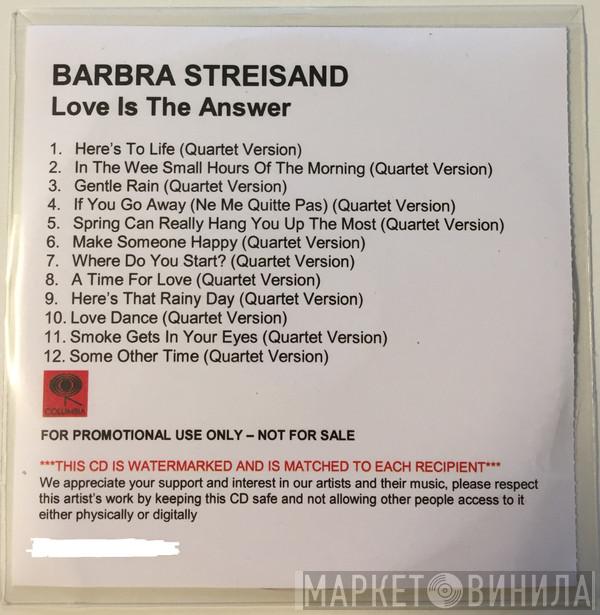 BARBRA STREISAND
Love Is The Answer
1. Here's To Life (Quartet Version)
2. In The Wee Small Hours Of The Morning (Quartet Version)
3. Gentle Rain (Quartet Version)
4. If You Go Away (Ne Me Quitte Pas) (Quartet Version)
5. Spring Can Really Hang You Up The Most (Quartet Version)
6. Make Someone Happy (Quartet Version)
7. Where Do You Start? (Quartet Version)
8. A Time For Love (Quartet Version)
9. Here's That Rainy Day (Quartet Version)
10. Love Dance (Quartet Version)
11. Smoke Gets In Your Eyes (Quartet Version)
12. Some Other Time (Quartet Version)
COLUMBIA
FOR PROMOTIONAL USE ONLY – NOT FOR SALE
***THIS CD IS WATERMARKED AND IS MATCHED TO EACH RECIPIENT***
We appreciate your support and interest in our artists and their music, please respect
this artist's work by keeping this CD safe and not allowing other people access to it
either physically or digitally
МАРКЕТ ВИНИЛА